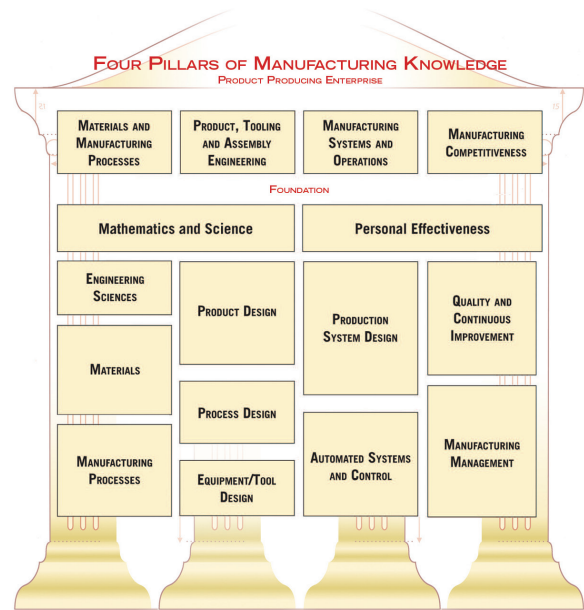 Four Pillars of Manufacturing Knowledge
Product Producing Enterprise
Materials and
Manufacturing
Processes
Product, Tooling
and Assembly
Engineering
Manufacturing
Systems and
Operations
Manufacturing
Competitiveness
Foundation
Mathematics and Science
Personal Effectiveness
Engineering
Sciences
Materials
Manufacturing
Processes
Product Design
Process Design
Equipment/Tool
Design
Production
System Design
Automated Systems
and Control
Quality and
Continuous
Improvement
Manufacturing
Management